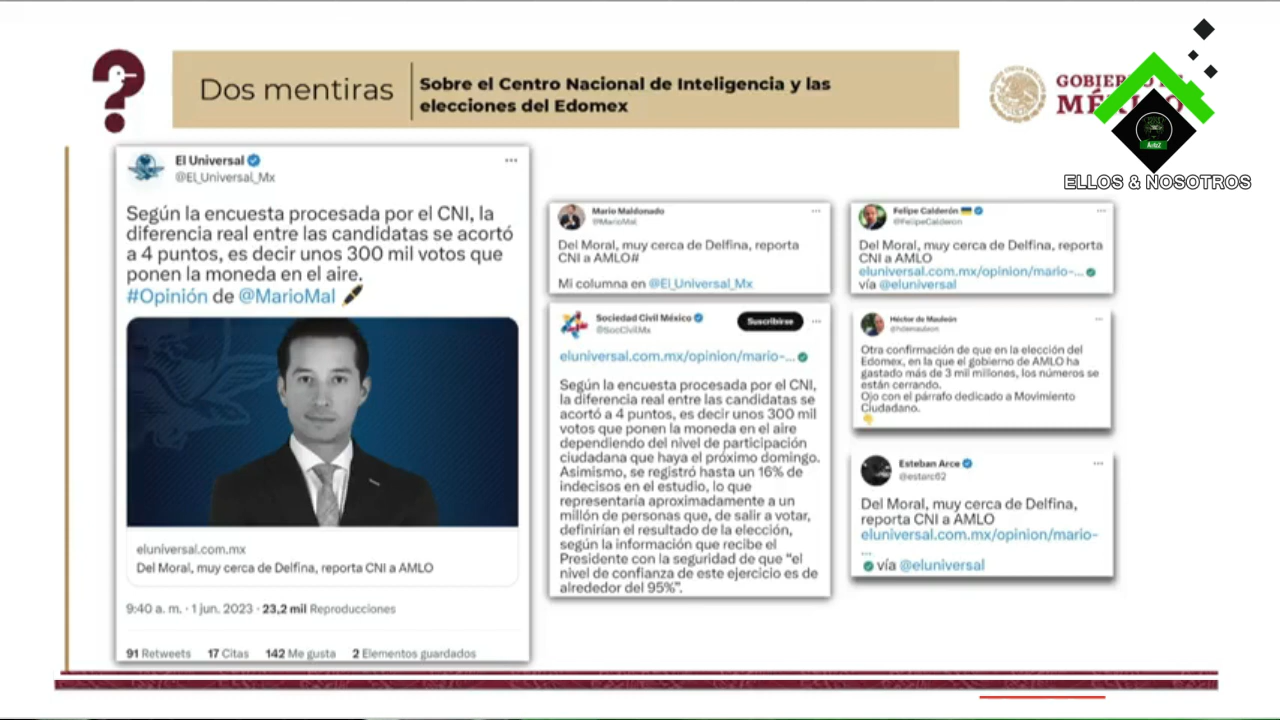 Dos mentiras
Sobre el Centro Nacional de Inteligencia y las
elecciones del Edomex
GOBIERNO DE
MÉXICO
ArteZ
ELLOS & NOSOTROS
El Universal
@El_Universal_Mx
Según la encuesta procesada por el CNI, la
diferencia real entre las candidatas se acortó
a 4 puntos, es decir unos 300 mil votos que
ponen la moneda en el aire.
#Opinión de @MarioMal
eluniversal.com.mx
Del Moral, muy cerca de Delfina, reporta CNI a AMLO
9:40 a. m. · 1 jun. 2023 · 23,2 mil Reproducciones
91 Retweets 17 Citas 142 Me gusta 2 Elementos guardados
Mario Maldonado
@MarioMal
Del Moral, muy cerca de Delfina, reporta
CNI a AMLO#
Mi columna en @El_Universal_Mx
Sociedad Civil México
@SocCivilMx
Suscribirse
eluniversal.com.mx/opinion/mario-...
Según la encuesta procesada por el CNI,
la diferencia real entre las candidatas se
acortó a 4 puntos, es decir unos 300 mil
votos que ponen la moneda en el aire
dependiendo del nivel de participación
ciudadana que haya el próximo domingo.
Asimismo, se registró hasta un 16% de
indecisos en el estudio, lo que
representaría aproximadamente a un
millón de personas que, de salir a votar,
definirían el resultado de la elección,
según la información que recibe el
Presidente con la seguridad de que “el
nivel de confianza de este ejercicio es de
alrededor del 95%”.
Felipe Calderón
@FelipeCalderon
Del Moral, muy cerca de Delfina, reporta
CNI a AMLO
eluniversal.com.mx/opinion/mario-...
vía @eluniversal
Héctor de Mauleón
@hdemauleon
Otra confirmación de que en la elección del
Edomex, en la que el gobierno de AMLO ha
gastado más de 3 mil millones, los números se
están cerrando.
Ojo con el párrafo dedicado a Movimiento
Ciudadano.
Esteban Arce
@estarc62
Del Moral, muy cerca de Delfina,
reporta CNI a AMLO
eluniversal.com.mx/opinion/mario-
...
vía @eluniversal